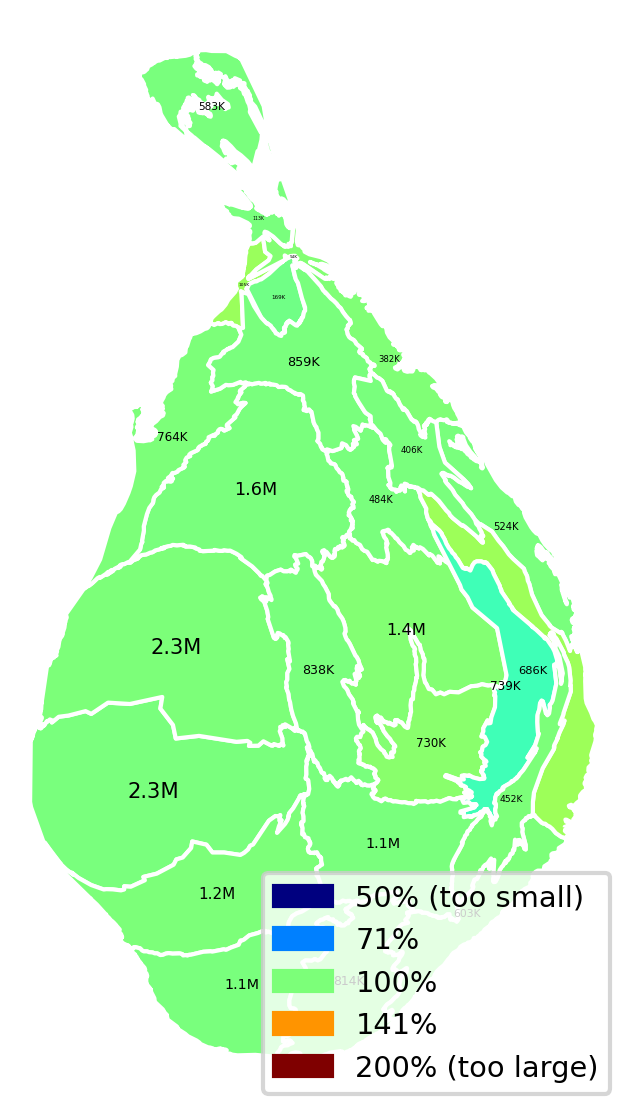 583K
113K
54K
169K
859K
382K
764K
406K
1.6M
484K
524K
1.4M
2.3M
838K
686K
739K
730K
2.3M
452K
1.1M
1.2M
603K
1.1M
814K
50% (too small)
71%
100%
141%
200% (too large)